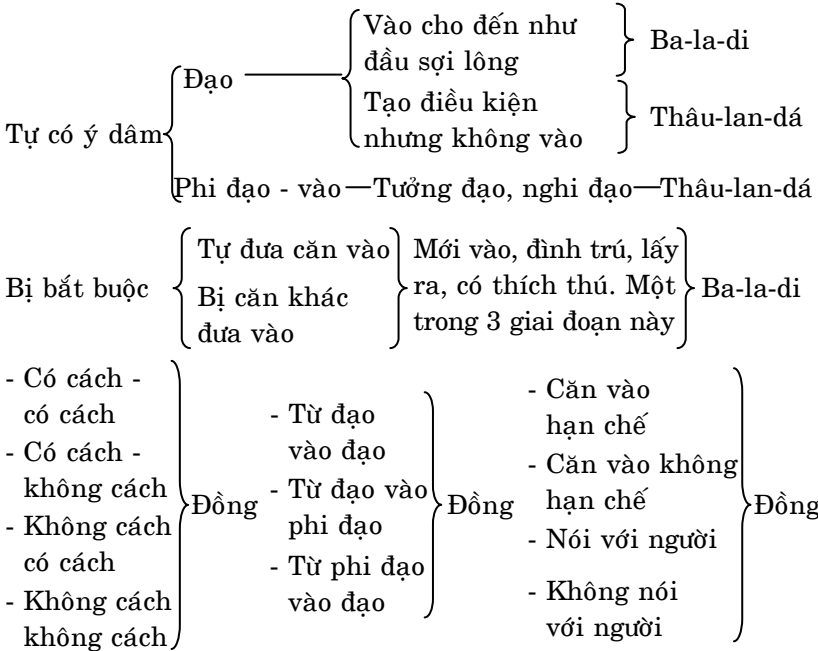 Vào cho đến như
đầu sợi lông
Ba-la-di
Đạo
Tạo điều kiện
nhưng không vào
Thâu-lan-dá
Tự có ý dâm
Phi đạo - vào — Tưởng đạo, nghi đạo — Thâu-lan-dá
Bị bắt buộc
Tự đưa căn vào
Bị căn khác
đưa vào
Mới vào, đình trú, lấy
ra, có thích thú. Một
trong 3 giai đoạn này
Ba-la-di
- Có cách -
có cách
- Có cách -
không cách
- Không cách
có cách
- Không cách
không cách
Đồng
- Từ đạo
vào đạo
- Từ đạo vào
phi đạo
- Từ phi đạo
vào đạo
Đồng
- Căn vào
hạn chế
- Căn vào không
hạn chế
- Nói với người
- Không nói
với người
Đồng